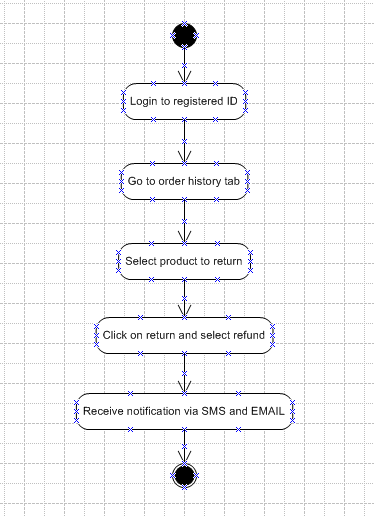 Login to registered ID
Go to order history tab
Select product to return
Click on return and select refund
Receive notification via SMS and EMAIL